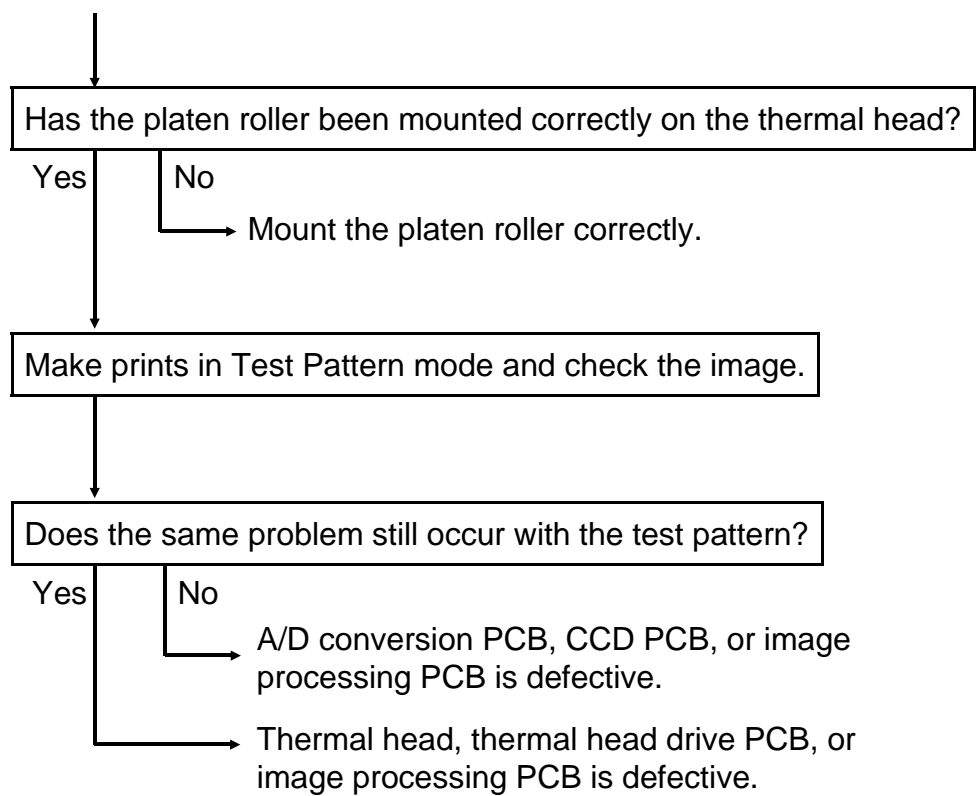 Has the platen roller been mounted correctly on the thermal head?
Yes
No
Mount the platen roller correctly.
Make prints in Test Pattern mode and check the image.
Does the same problem still occur with the test pattern?
Yes
No
A/D conversion PCB, CCD PCB, or image
processing PCB is defective.
Thermal head, thermal head drive PCB, or
image processing PCB is defective.